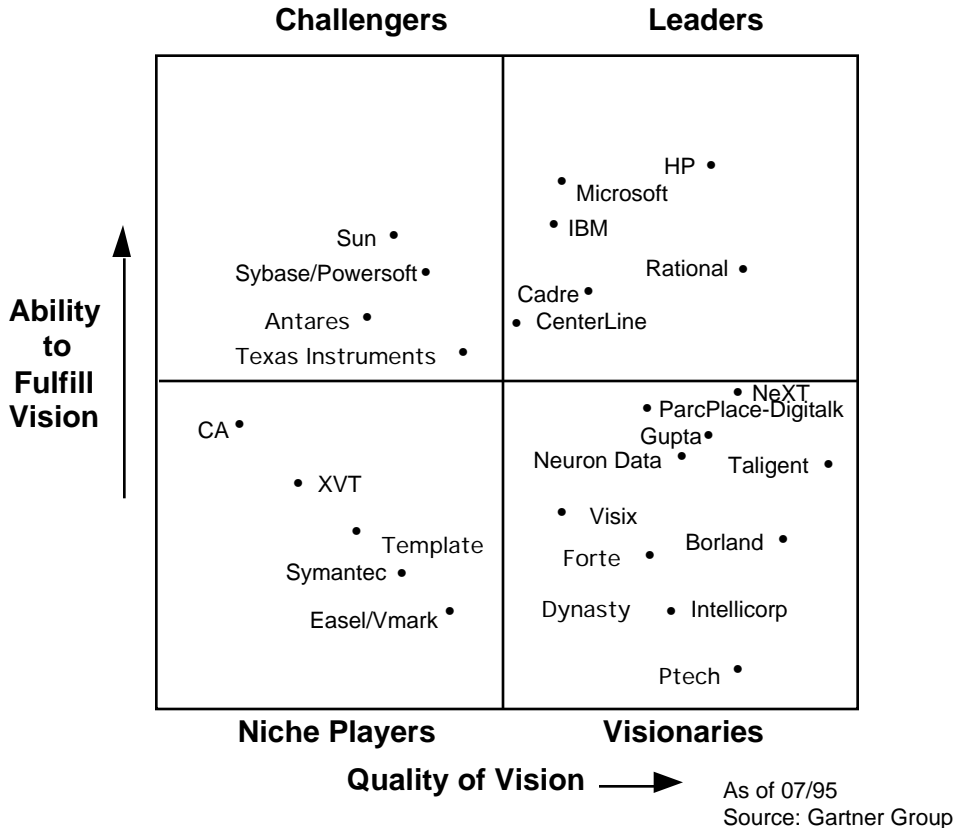 Challengers
Leaders
HP
Microsoft
IBM
Sun
Sybase/Powersoft
Rational
Cadre
CenterLine
Antares
Texas Instruments
Ability
to
Fulfill
Vision
NeXT
ParcPlace-Digitalk
CA
Gupta
Neuron Data
Taligent
XVT
Visix
Template
Borland
Forte
Symantec
Dynasty
Intellicorp
Easel/Vmark
Ptech
Niche Players
Visionaries
Quality of Vision
As of 07/95
Source: Gartner Group